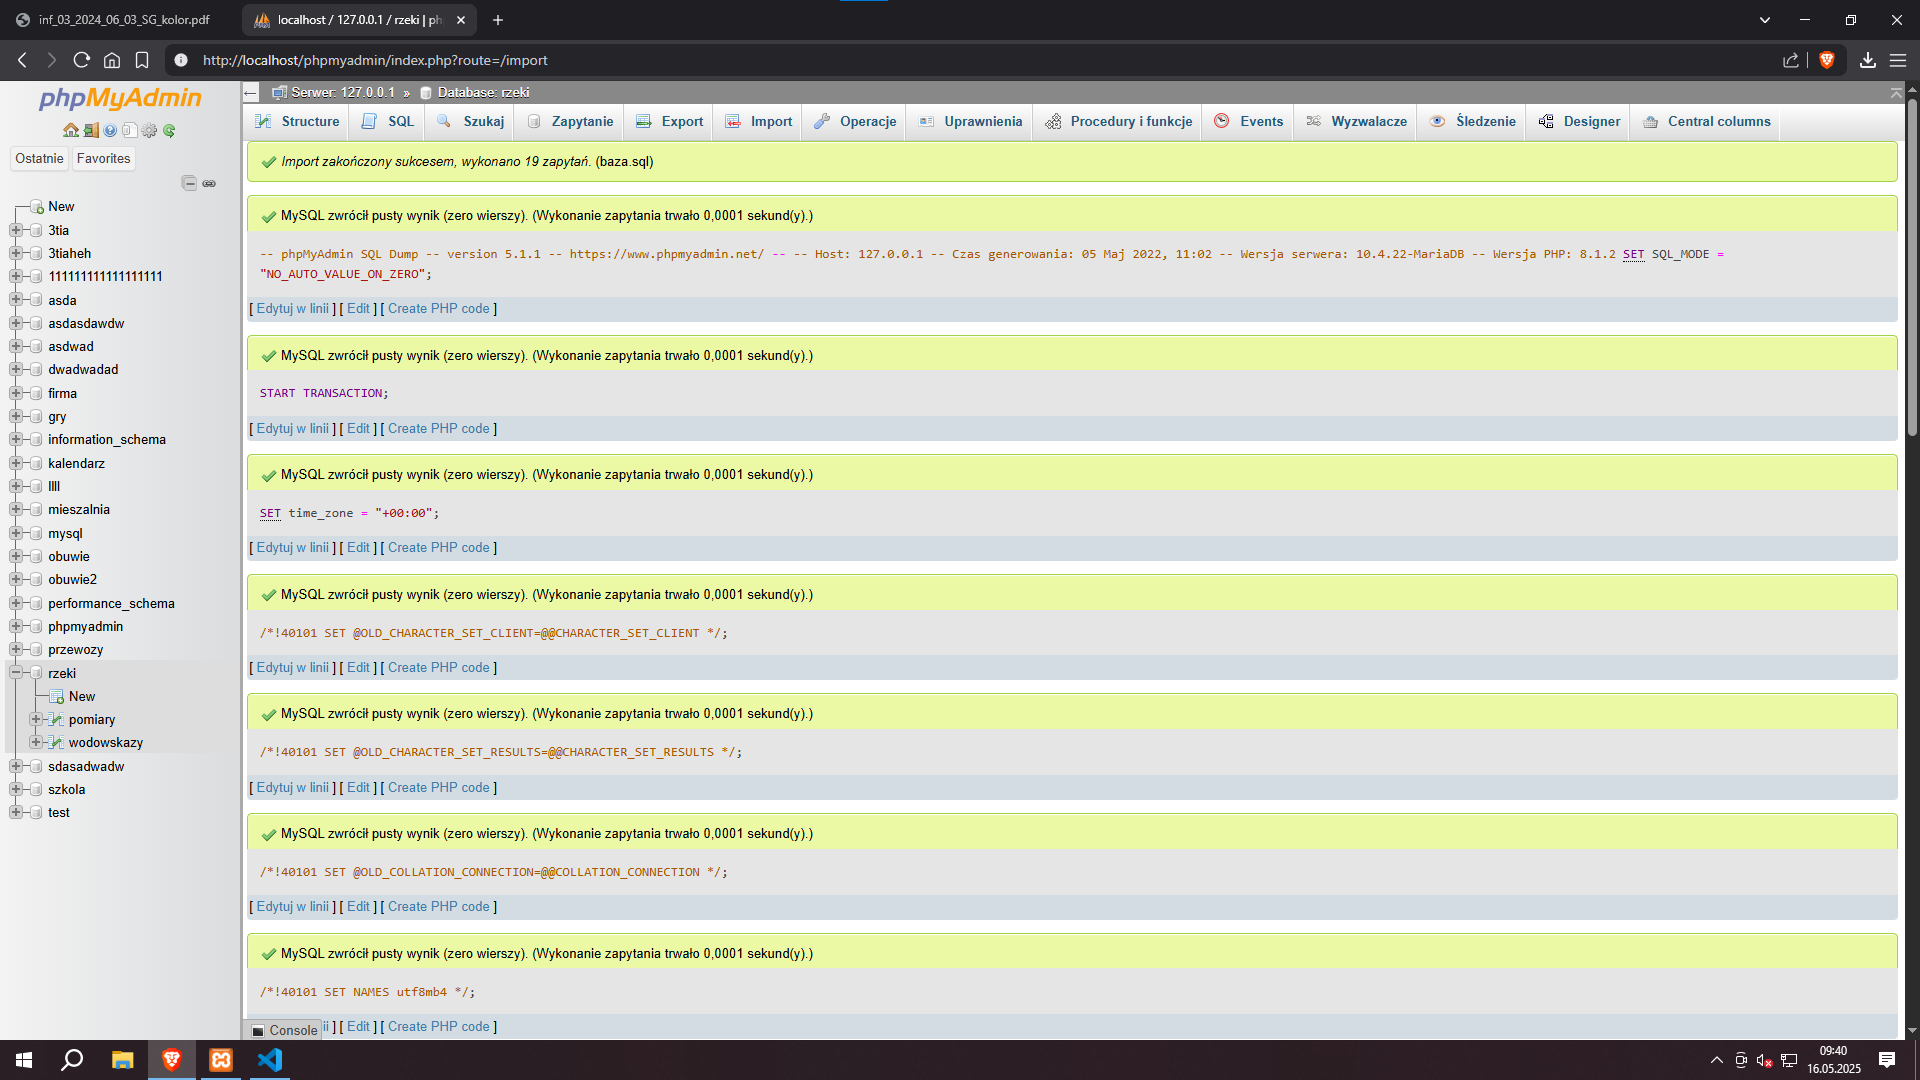 inf_03_2024_06_03_SG_kolor.pdf
localhost / 127.0.0.1 / rzeki | ph
http://localhost/phpmyadmin/index.php?route=/import
phpMyAdmin
Ostatnie Favorites
New
3tia
3tiaheh
asda
asdasdawdw
asdwad
dwadwadad
firma
gry
information_schema
kalendarz
llll
mieszalnia
mysql
obuwie
obuwie2
performance_schema
phpmyadmin
przewozy
rzeki
New
pomiary
wodowskazy
sdasadwadw
szkola
test
Serwer: 127.0.0.1 » Database: rzeki
Structure SQL Szukaj Zapytanie Export Import Operacje Uprawnienia Procedury i funkcje Events Wyzwalacze Śledzenie Designer Central columns
Import zakończony sukcesem, wykonano 19 zapytań. (baza.sql)
MySQL zwrócił pusty wynik (zero wierszy). (Wykonanie zapytania trwało 0,0001 sekund(y).)
-- phpMyAdmin SQL Dump -- version 5.1.1 -- https://www.phpmyadmin.net/ -- -- Host: 127.0.0.1 -- Czas generowania: 05 Maj 2022, 11:02 -- Wersja serwera: 10.4.22-MariaDB -- Wersja PHP: 8.1.2 SET SQL_MODE =
"NO_AUTO_VALUE_ON_ZERO";
[ Edytuj w linii ] [ Edit ] [ Create PHP code ]
MySQL zwrócił pusty wynik (zero wierszy). (Wykonanie zapytania trwało 0,0001 sekund(y).)
START TRANSACTION;
[ Edytuj w linii ] [ Edit ] [ Create PHP code ]
MySQL zwrócił pusty wynik (zero wierszy). (Wykonanie zapytania trwało 0,0001 sekund(y).)
SET time_zone = "+00:00";
[ Edytuj w linii ] [ Edit ] [ Create PHP code ]
MySQL zwrócił pusty wynik (zero wierszy). (Wykonanie zapytania trwało 0,0001 sekund(y).)
/*!40101 SET @OLD_CHARACTER_SET_CLIENT=@@CHARACTER_SET_CLIENT */;
[ Edytuj w linii ] [ Edit ] [ Create PHP code ]
MySQL zwrócił pusty wynik (zero wierszy). (Wykonanie zapytania trwało 0,0001 sekund(y).)
/*!40101 SET @OLD_CHARACTER_SET_RESULTS=@@CHARACTER_SET_RESULTS */;
[ Edytuj w linii ] [ Edit ] [ Create PHP code ]
MySQL zwrócił pusty wynik (zero wierszy). (Wykonanie zapytania trwało 0,0001 sekund(y).)
/*!40101 SET @OLD_COLLATION_CONNECTION=@@COLLATION_CONNECTION */;
[ Edytuj w linii ] [ Edit ] [ Create PHP code ]
MySQL zwrócił pusty wynik (zero wierszy). (Wykonanie zapytania trwało 0,0001 sekund(y).)
/*!40101 SET NAMES utf8mb4 */;
Console ii ] [ Edit ] [ Create PHP code ]
09:40
16.05.2025